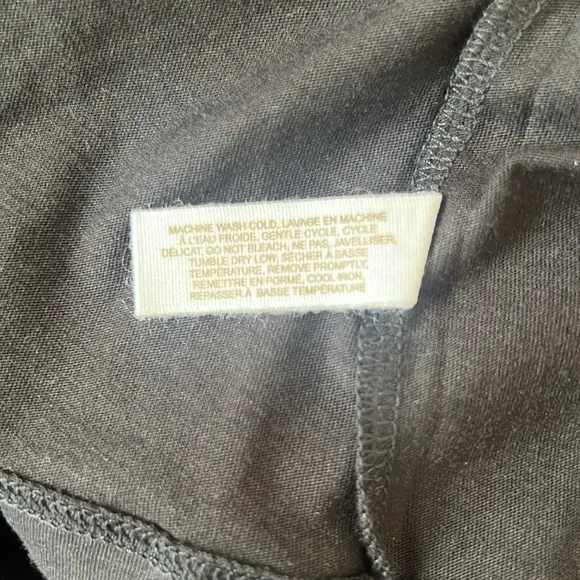 MACHINE WASH COLD, LAVAGE EN MACHINE
À L'EAU FROIDE, GENTLE CYCLE, CYCLE
DÉLICAT, DO NOT BLEACH, NE PAS, JAVELLISER,
TUMBLE DRY LOW, SÉCHER À BASSE
TEMPÉRATURE, REMOVE PROMPTLY,
REMETTRE EN FORME, COOL IRON,
REPASSER À BASSE TEMPÉRATURE